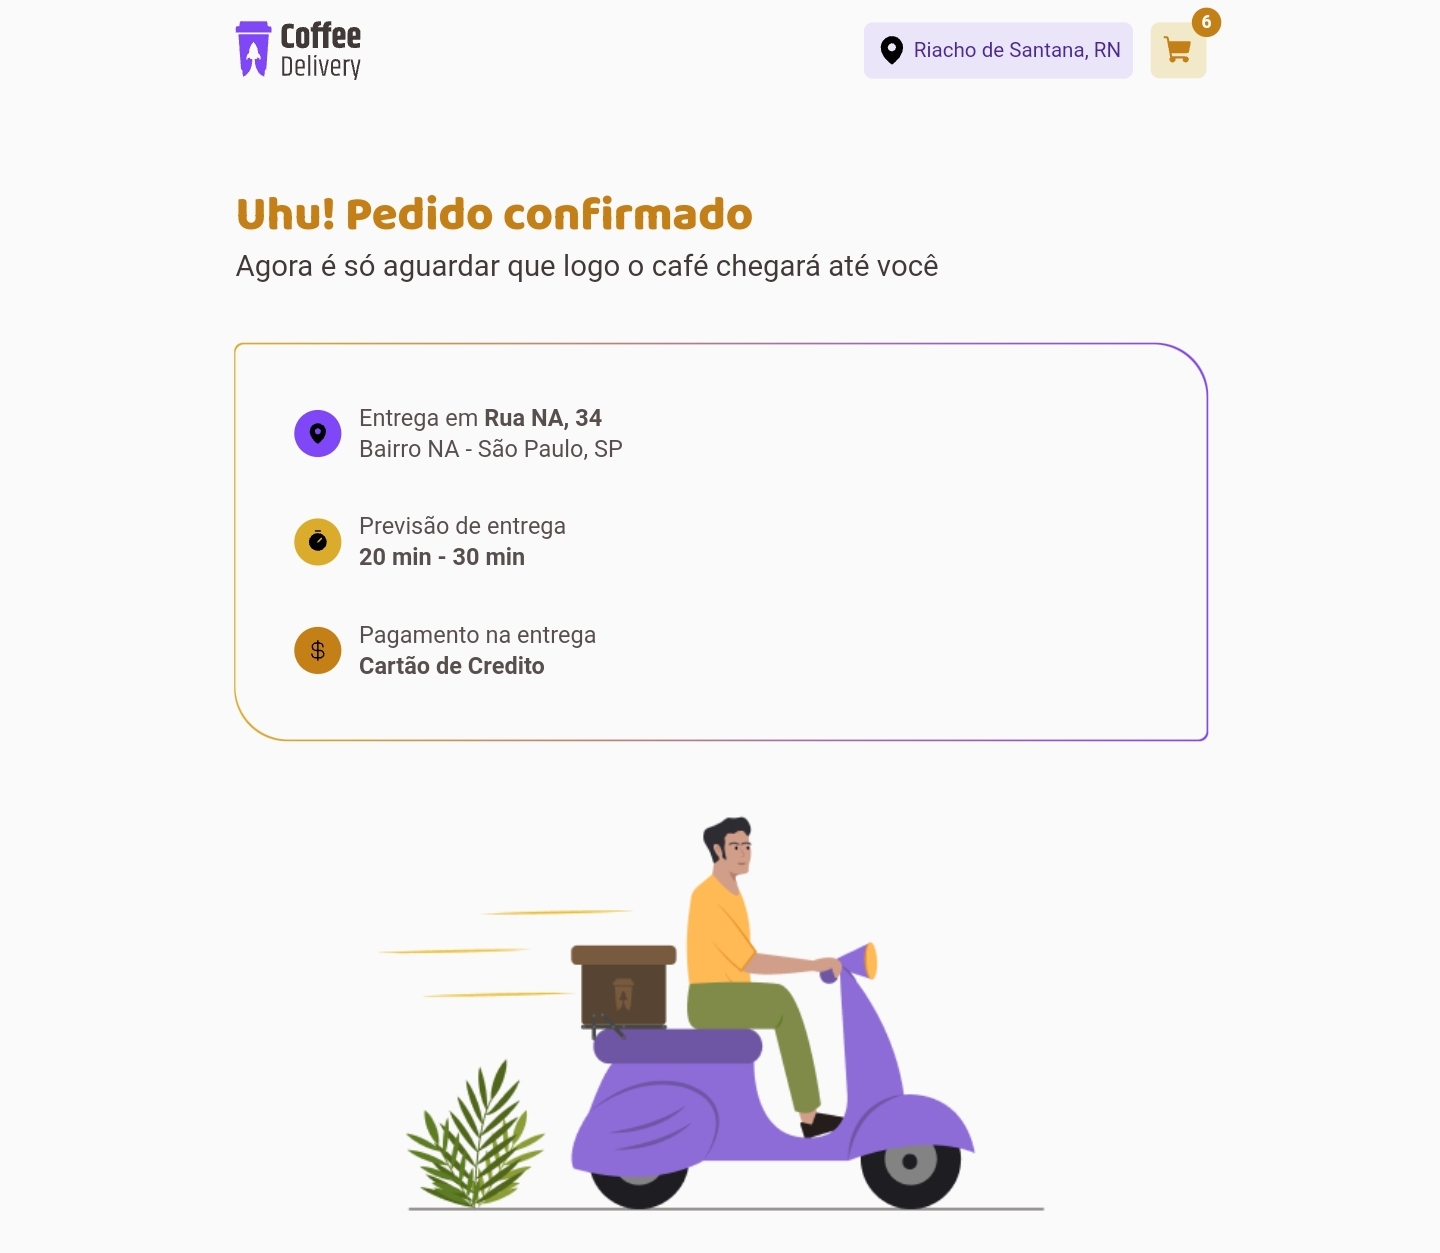 Coffee
Delivery
Riacho de Santana, RN
6
Uhu! Pedido confirmado
Agora é só aguardar que logo o café chegará até você
Entrega em Rua NA, 34
Bairro NA - São Paulo, SP
Previsão de entrega
20 min - 30 min
$
Pagamento na entrega
Cartão de Credito